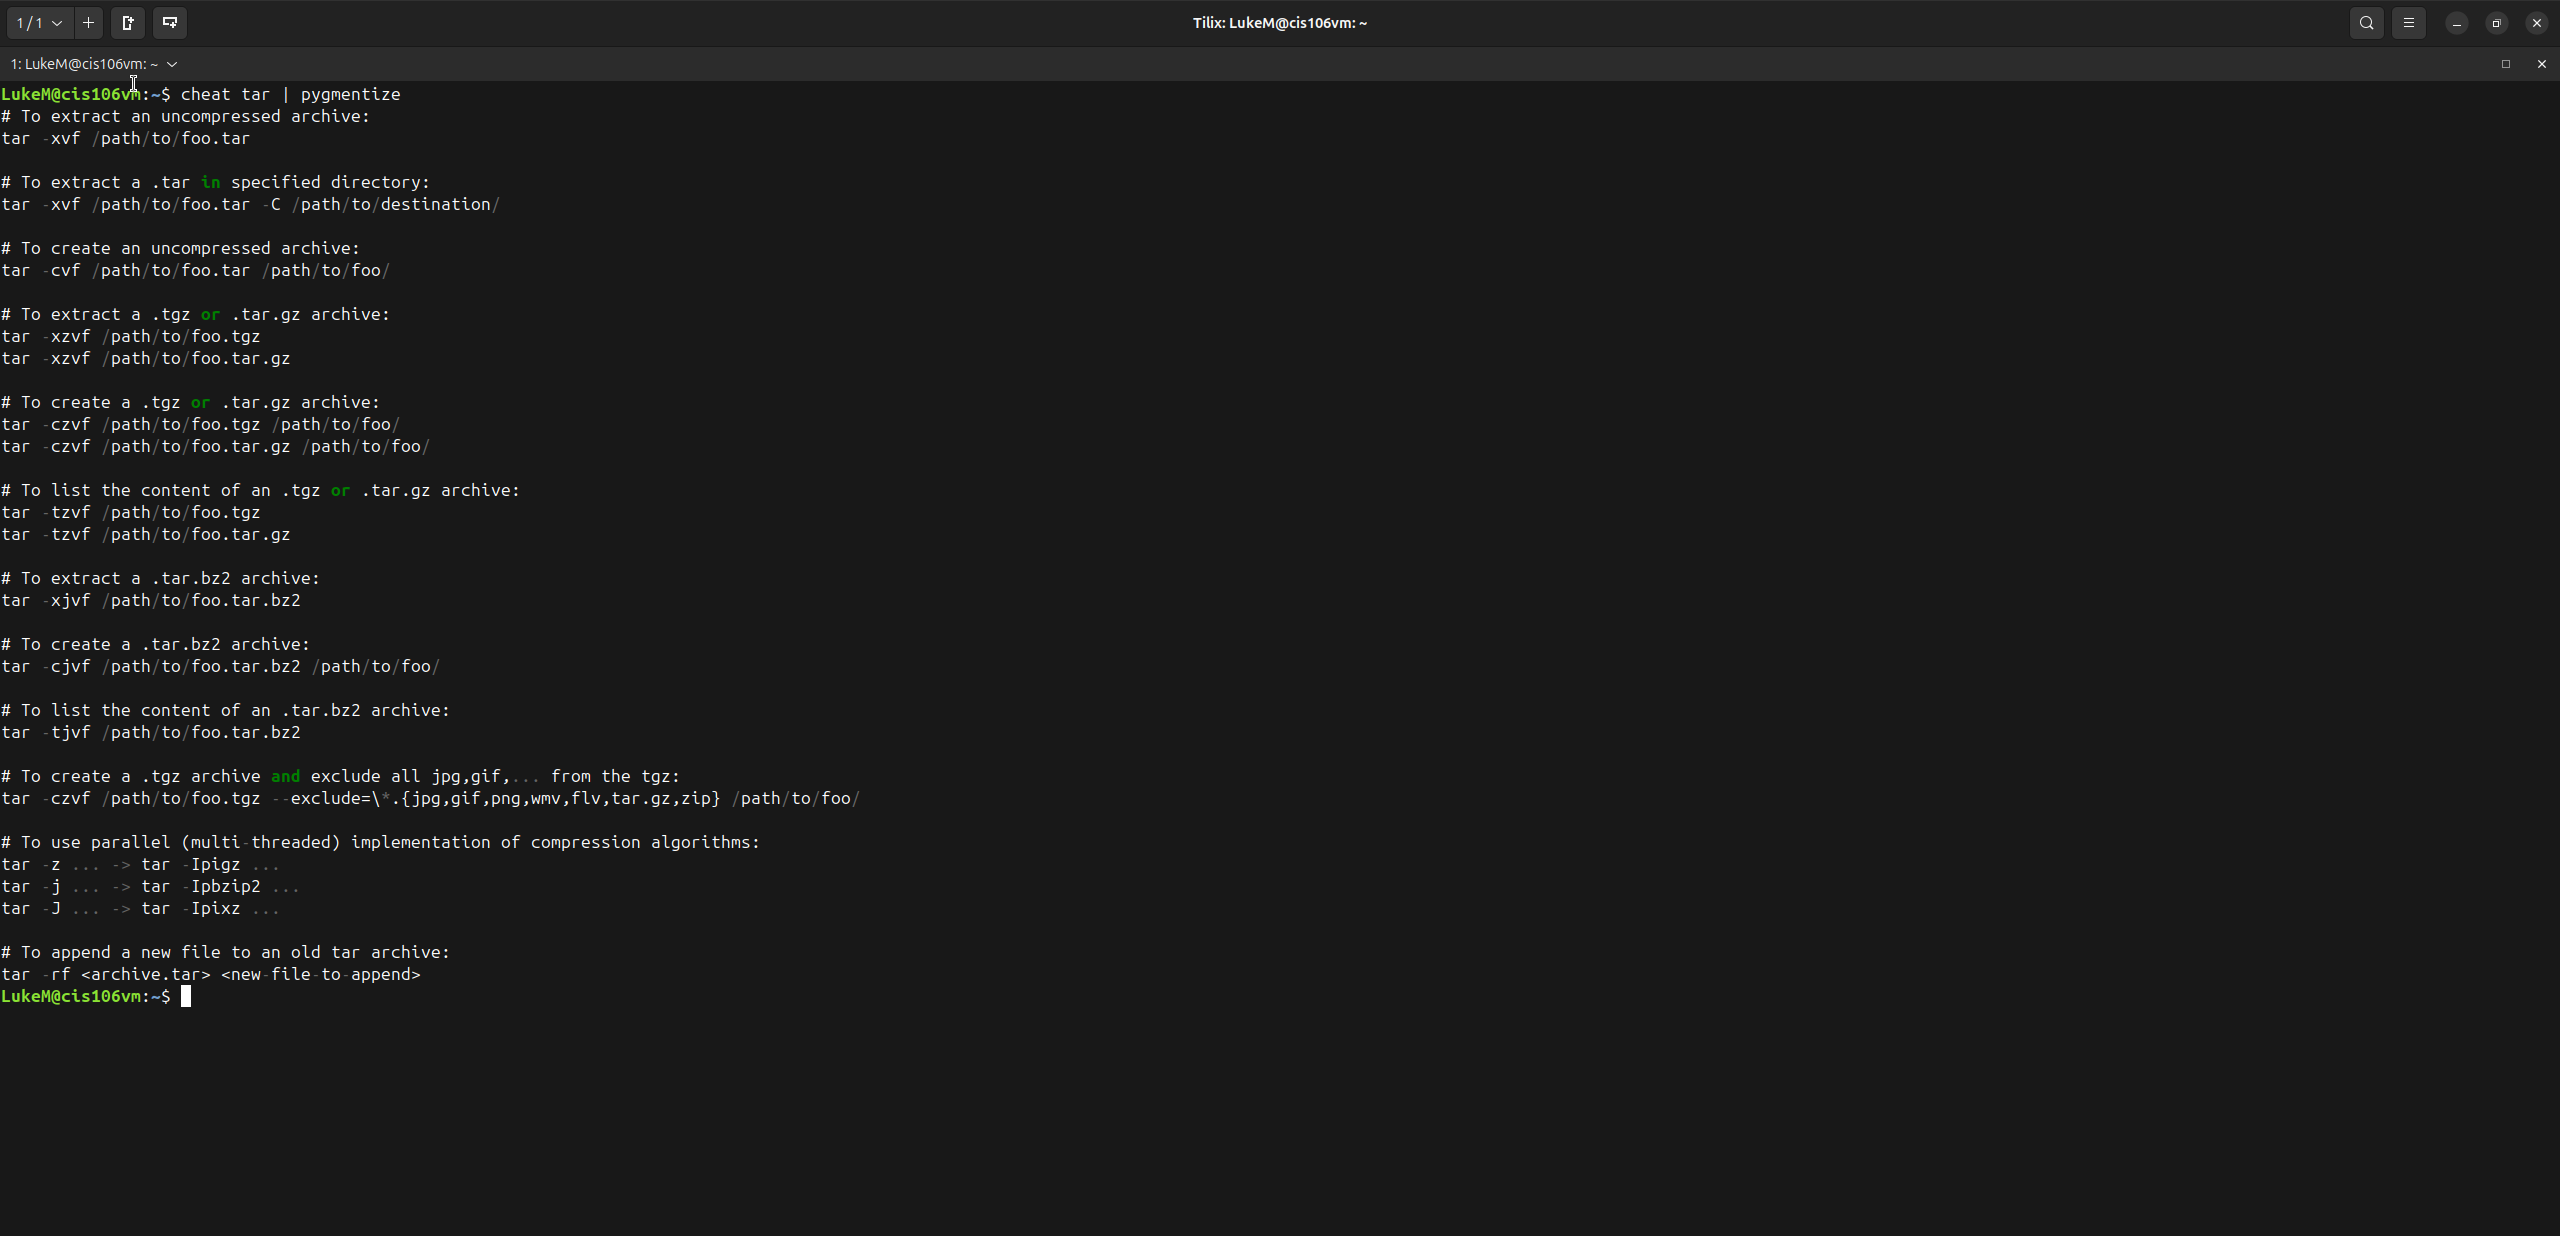 1 / 1
Tilix: LukeM@cis106vm: ~
1: LukeM@cis106vm: ~
LukeM@cis106vm:~$ cheat tar | pygmentize
# To extract an uncompressed archive:
tar -xvf /path/to/foo.tar

# To extract a .tar in specified directory:
tar -xvf /path/to/foo.tar -C /path/to/destination/

# To create an uncompressed archive:
tar -cvf /path/to/foo.tar /path/to/foo/

# To extract a .tgz or .tar.gz archive:
tar -xzvf /path/to/foo.tgz
tar -xzvf /path/to/foo.tar.gz

# To create a .tgz or .tar.gz archive:
tar -czvf /path/to/foo.tgz /path/to/foo/
tar -czvf /path/to/foo.tar.gz /path/to/foo/

# To list the content of an .tgz or .tar.gz archive:
tar -tzvf /path/to/foo.tgz
tar -tzvf /path/to/foo.tar.gz

# To extract a .tar.bz2 archive:
tar -xjvf /path/to/foo.tar.bz2

# To create a .tar.bz2 archive:
tar -cjvf /path/to/foo.tar.bz2 /path/to/foo/

# To list the content of an .tar.bz2 archive:
tar -tjvf /path/to/foo.tar.bz2

# To create a .tgz archive and exclude all jpg,gif,... from the tgz:
tar -czvf /path/to/foo.tgz --exclude=\*.{jpg,gif,png,wmv,flv,tar.gz,zip} /path/to/foo/

# To use parallel (multi-threaded) implementation of compression algorithms:
tar -z ... -> tar -Ipigz ...
tar -j ... -> tar -Ipbzip2 ...
tar -J ... -> tar -Ipixz ...

# To append a new file to an old tar archive:
tar -rf <archive.tar> <new-file-to-append>
LukeM@cis106vm:~$